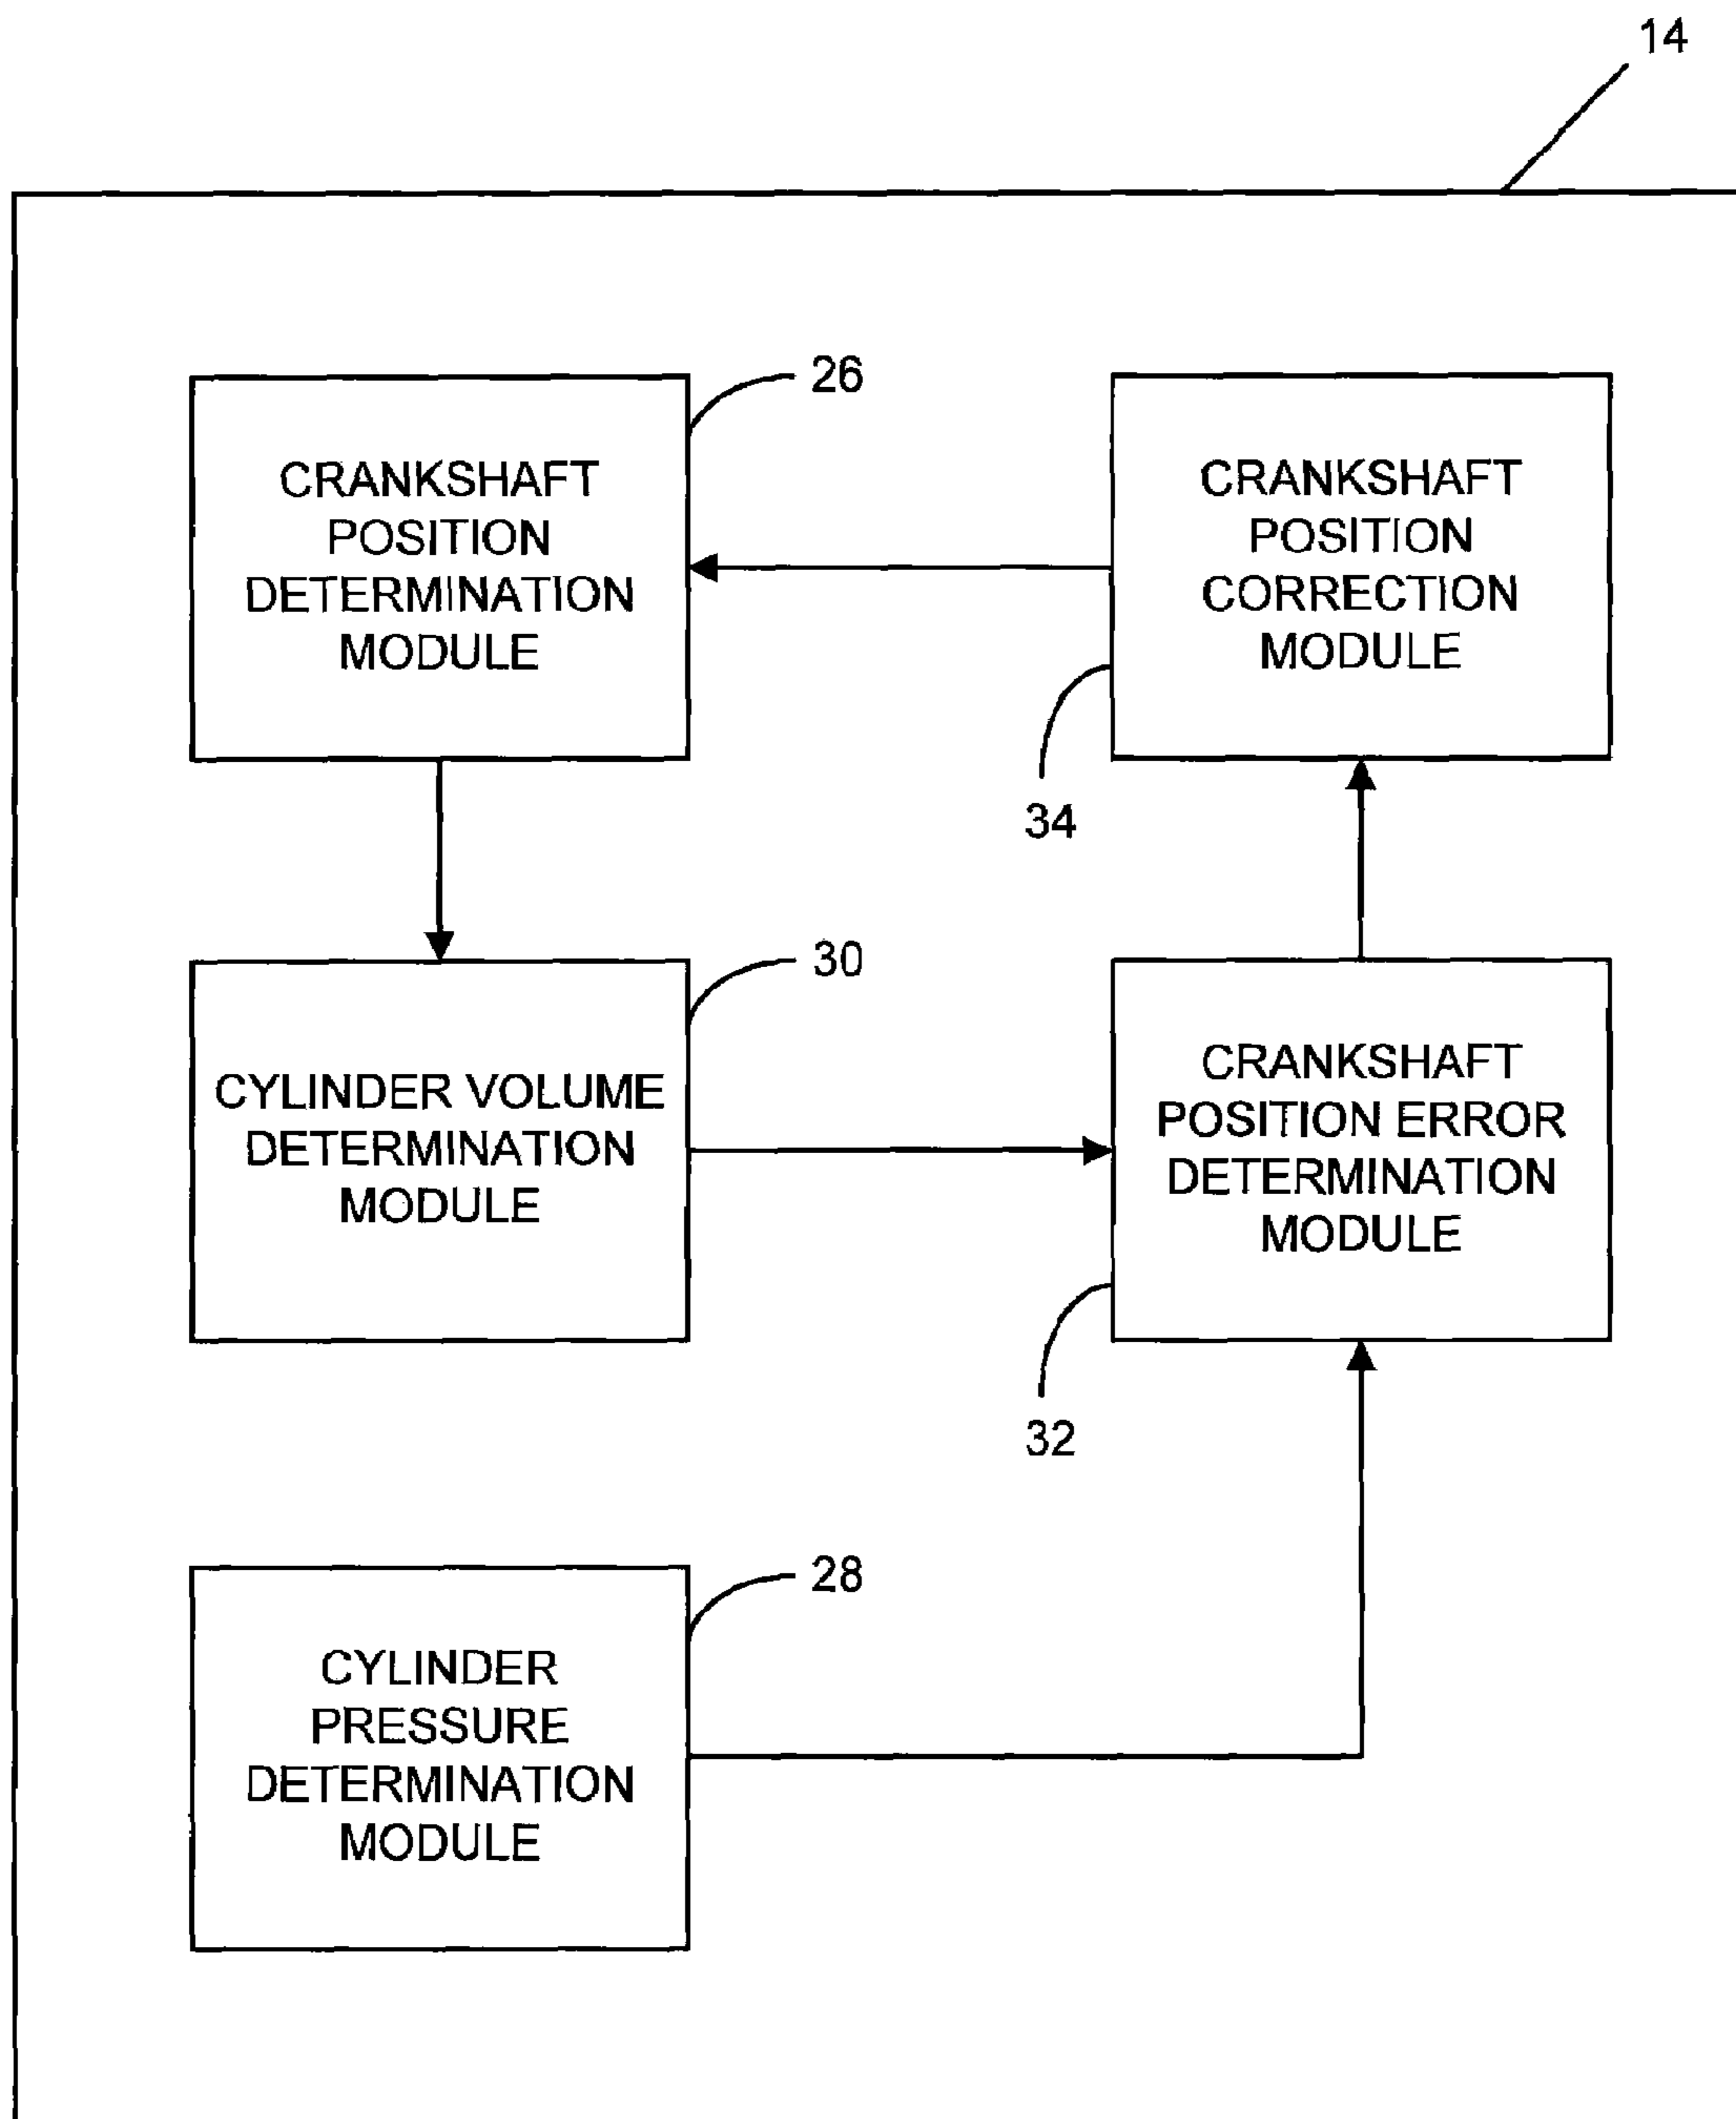 14
26
CRANKSHAFT
POSITION
DETERMINATION
MODULE
CRANKSHAFT
POSITION
CORRECTION
MODULE
34
30
CYLINDER VOLUME
DETERMINATION
MODULE
CRANKSHAFT
POSITION ERROR
DETERMINATION
MODULE
32
28
CYLINDER
PRESSURE
DETERMINATION
MODULE